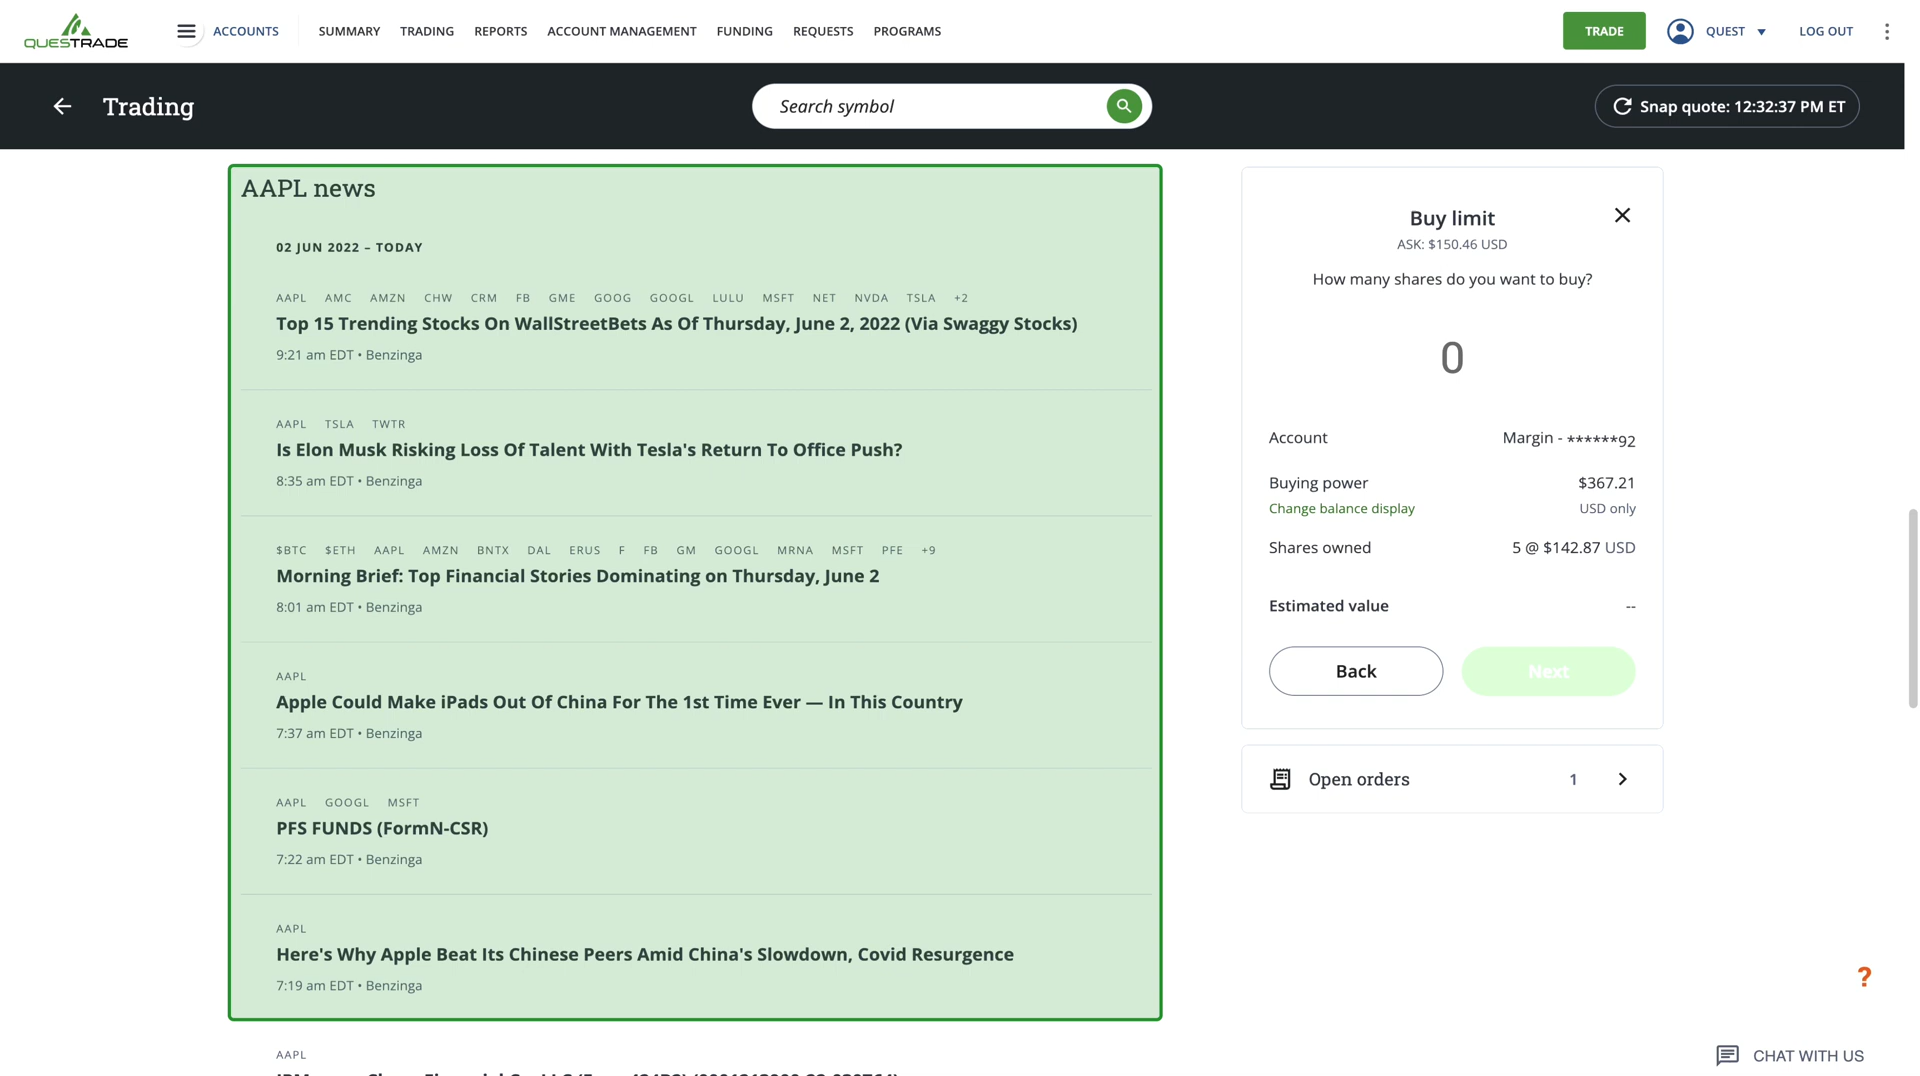 QUESTRADE
ACCOUNTS
SUMMARY
TRADING
REPORTS
ACCOUNT MANAGEMENT
FUNDING
REQUESTS
PROGRAMS
TRADE
QUEST
LOG OUT
Trading
Search symbol
Snap quote: 12:32:37 PM ET
AAPL news
02 JUN 2022 – TODAY
AAPL AMC AMZN CHW CRM FB GME GOOG GOOGL LULU MSFT NET NVDA TSLA +2
Top 15 Trending Stocks On WallStreetBets As Of Thursday, June 2, 2022 (Via Swaggy Stocks)
9:21 am EDT • Benzinga
AAPL TSLA TWTR
Is Elon Musk Risking Loss Of Talent With Tesla's Return To Office Push?
8:35 am EDT • Benzinga
$BTC $ETH AAPL AMZN BNTX DAL ERUS F FB GM GOOGL MRNA MSFT PFE +9
Morning Brief: Top Financial Stories Dominating on Thursday, June 2
8:01 am EDT • Benzinga
AAPL
Apple Could Make iPads Out Of China For The 1st Time Ever — In This Country
7:37 am EDT • Benzinga
AAPL GOOGL MSFT
PFS FUNDS (FormN-CSR)
7:22 am EDT • Benzinga
AAPL
Here's Why Apple Beat Its Chinese Peers Amid China's Slowdown, Covid Resurgence
7:19 am EDT • Benzinga
AAPL
Buy limit
ASK: $150.46 USD
How many shares do you want to buy?
0
Account Margin - ******92
Buying power $367.21
Change balance display USD only
Shares owned 5 @ $142.87 USD
Estimated value --
Back Next
Open orders 1
?
CHAT WITH US